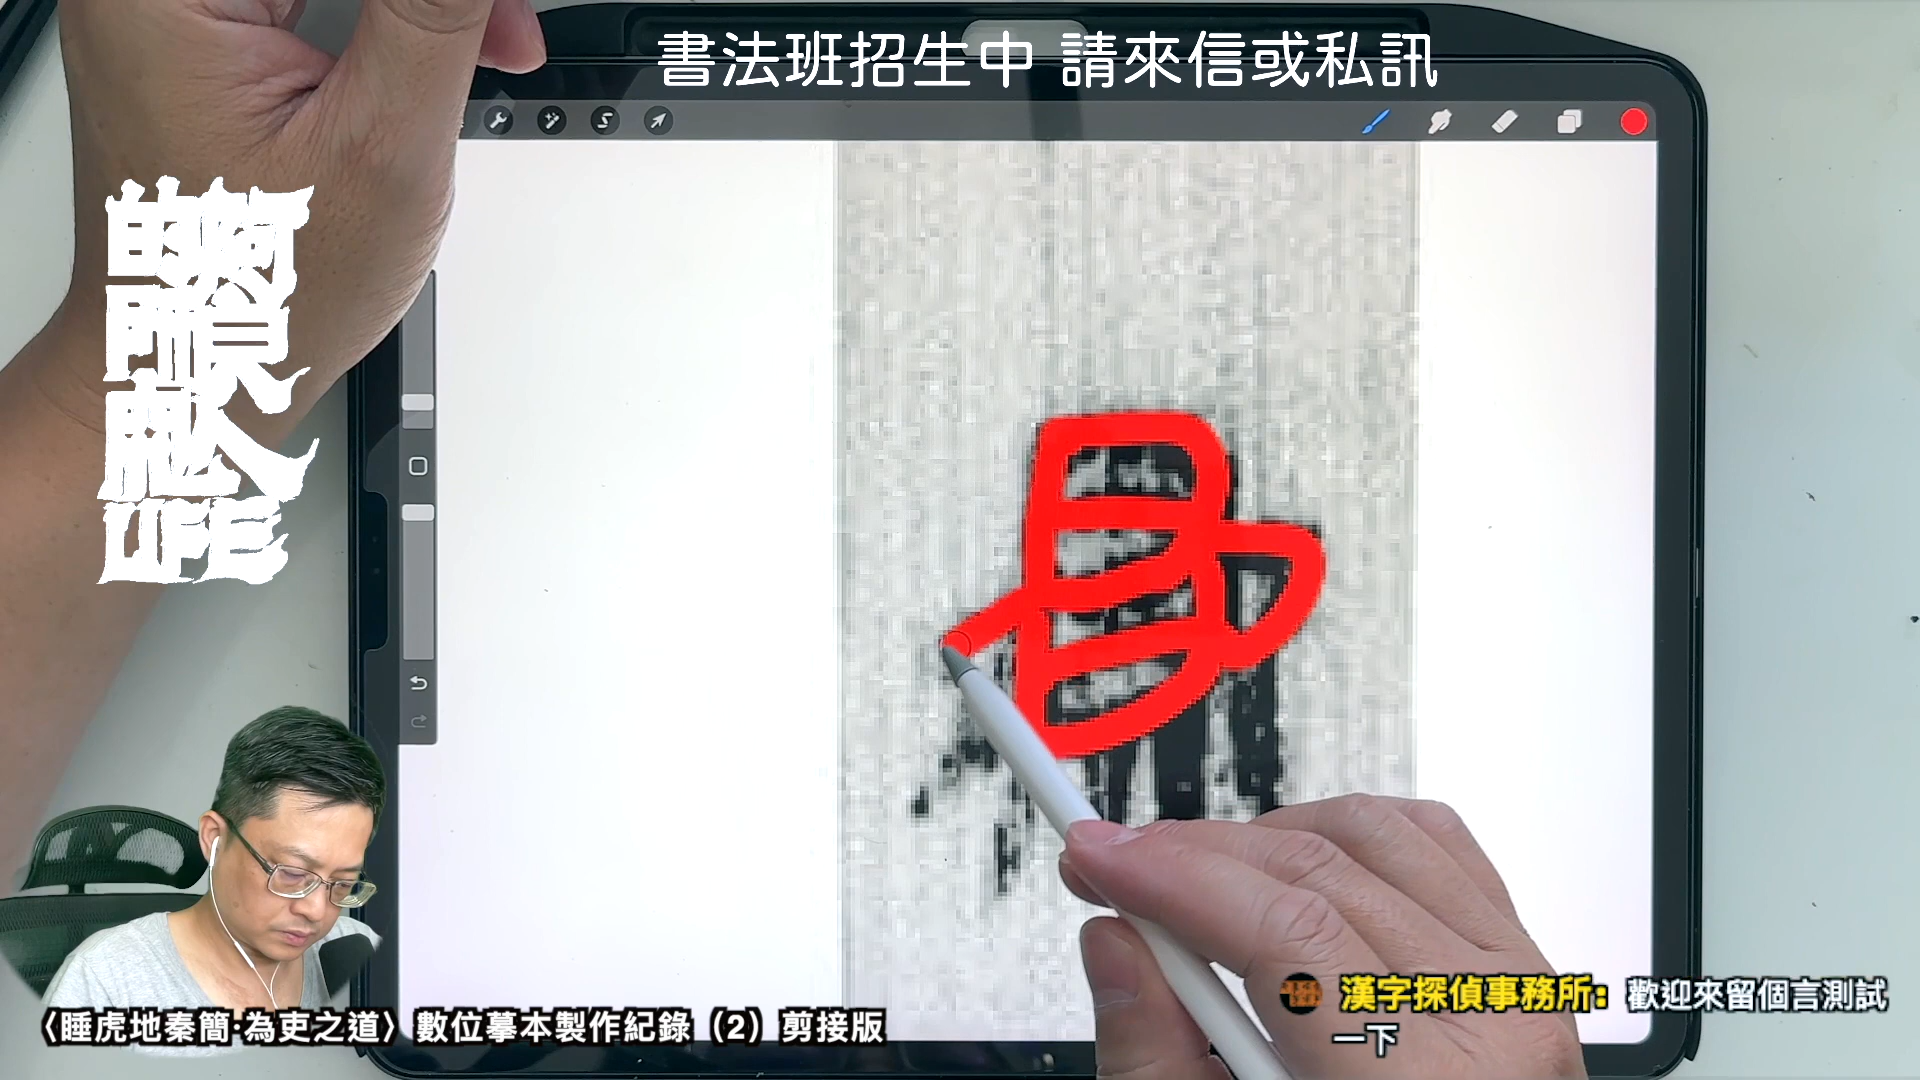 書法班招生中 請來信或私訊
漢字探偵事務所: 歡迎來留個言測試
一下
〈睡虎地秦簡·為吏之道〉數位摹本製作紀錄（2）剪接版